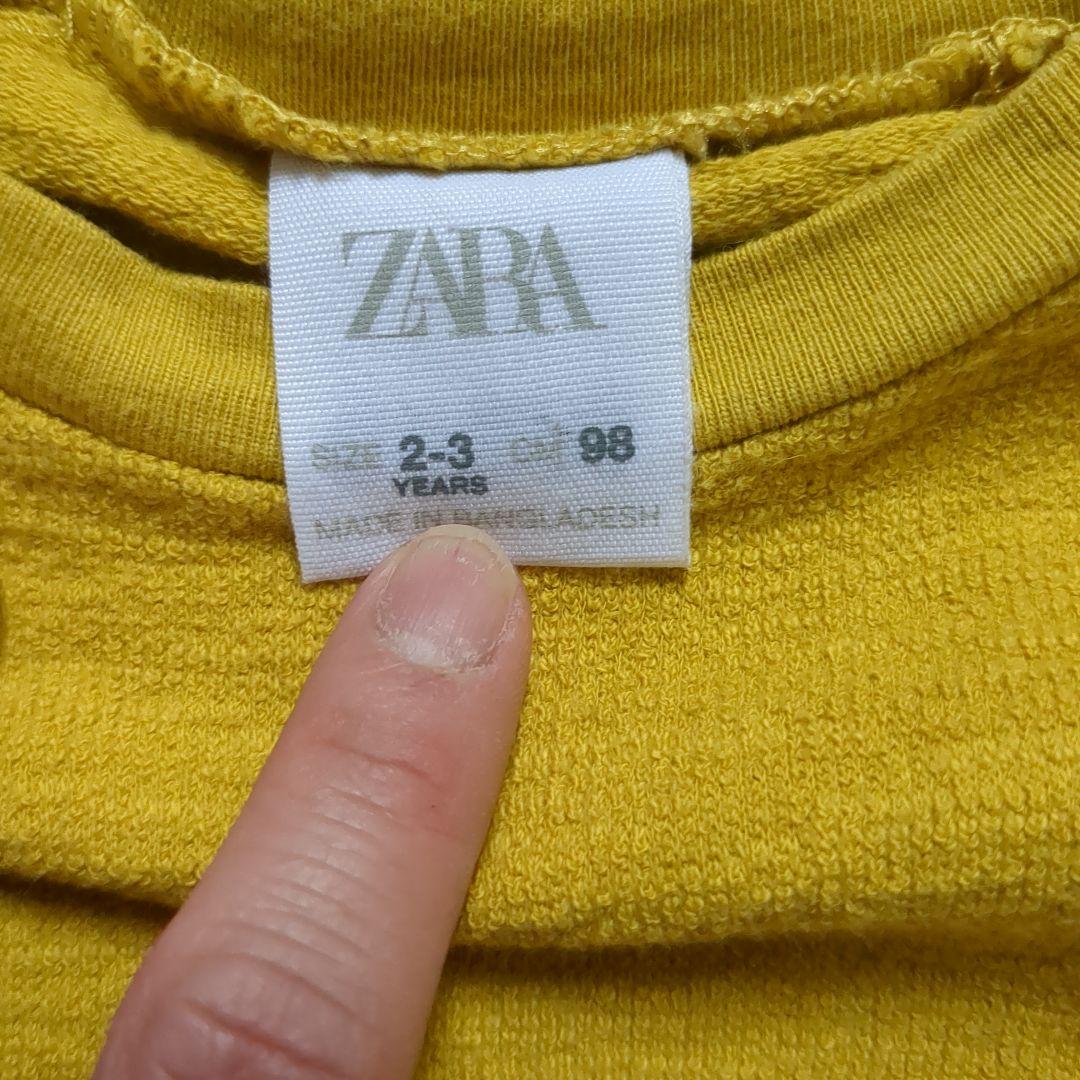 ZARA
SIZE 2-3 CM 98
YEARS
MADE IN BANGLADESH